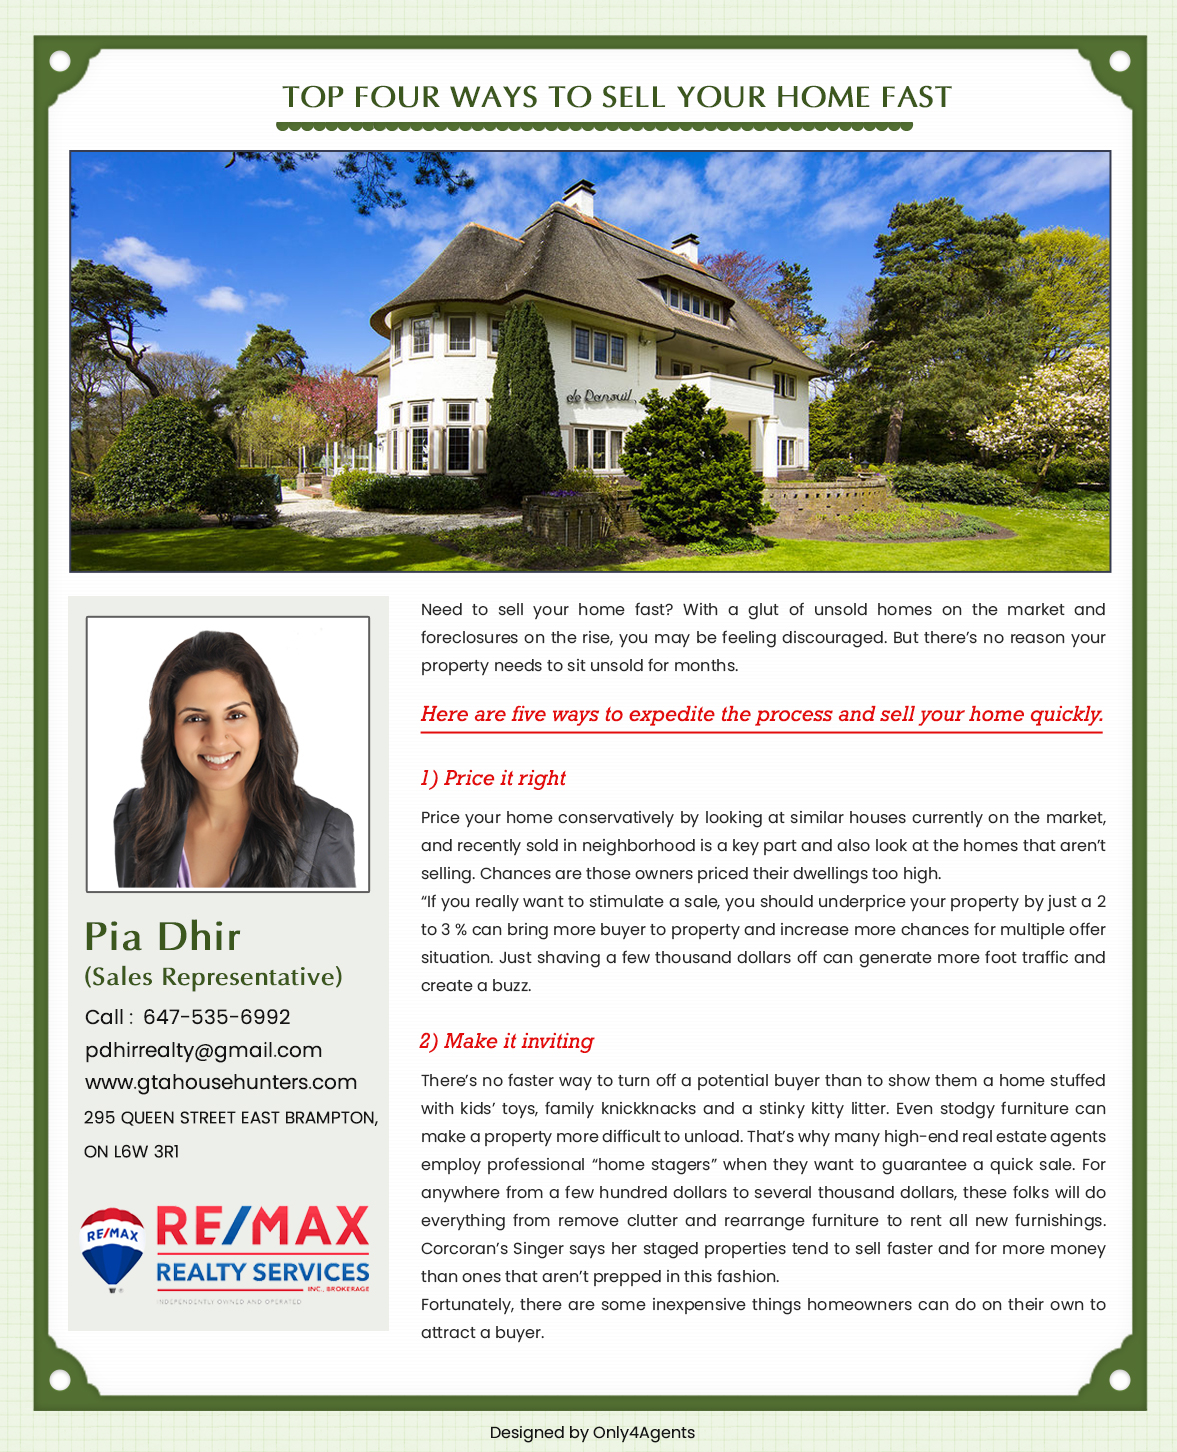 TOP FOUR WAYS TO SELL YOUR HOME FAST
de Danouil
Need to sell your home fast? With a glut of unsold homes on the market and
foreclosures on the rise, you may be feeling discouraged. But there’s no reason your
property needs to sit unsold for months.
Here are five ways to expedite the process and sell your home quickly.
1) Price it right
Price your home conservatively by looking at similar houses currently on the market,
and recently sold in neighborhood is a key part and also look at the homes that aren’t
selling. Chances are those owners priced their dwellings too high.
“If you really want to stimulate a sale, you should underprice your property by just a 2
to 3 % can bring more buyer to property and increase more chances for multiple offer
situation. Just shaving a few thousand dollars off can generate more foot traffic and
create a buzz.
2) Make it inviting
There’s no faster way to turn off a potential buyer than to show them a home stuffed
with kids’ toys, family knickknacks and a stinky kitty litter. Even stodgy furniture can
make a property more difficult to unload. That’s why many high-end real estate agents
employ professional “home stagers” when they want to guarantee a quick sale. For
anywhere from a few hundred dollars to several thousand dollars, these folks will do
everything from remove clutter and rearrange furniture to rent all new furnishings.
Corcoran’s Singer says her staged properties tend to sell faster and for more money
than ones that aren’t prepped in this fashion.
Fortunately, there are some inexpensive things homeowners can do on their own to
attract a buyer.
Pia Dhir
(Sales Representative)
Call : 647-535-6992
pdhirrealty@gmail.com
www.gtahousehunters.com
295 QUEEN STREET EAST BRAMPTON,
ON L6W 3R1
RE/MAX
RE/MAX
REALTY SERVICES
INC., BROKERAGE
INDEPENDENTLY OWNED AND OPERATED
Designed by Only4Agents